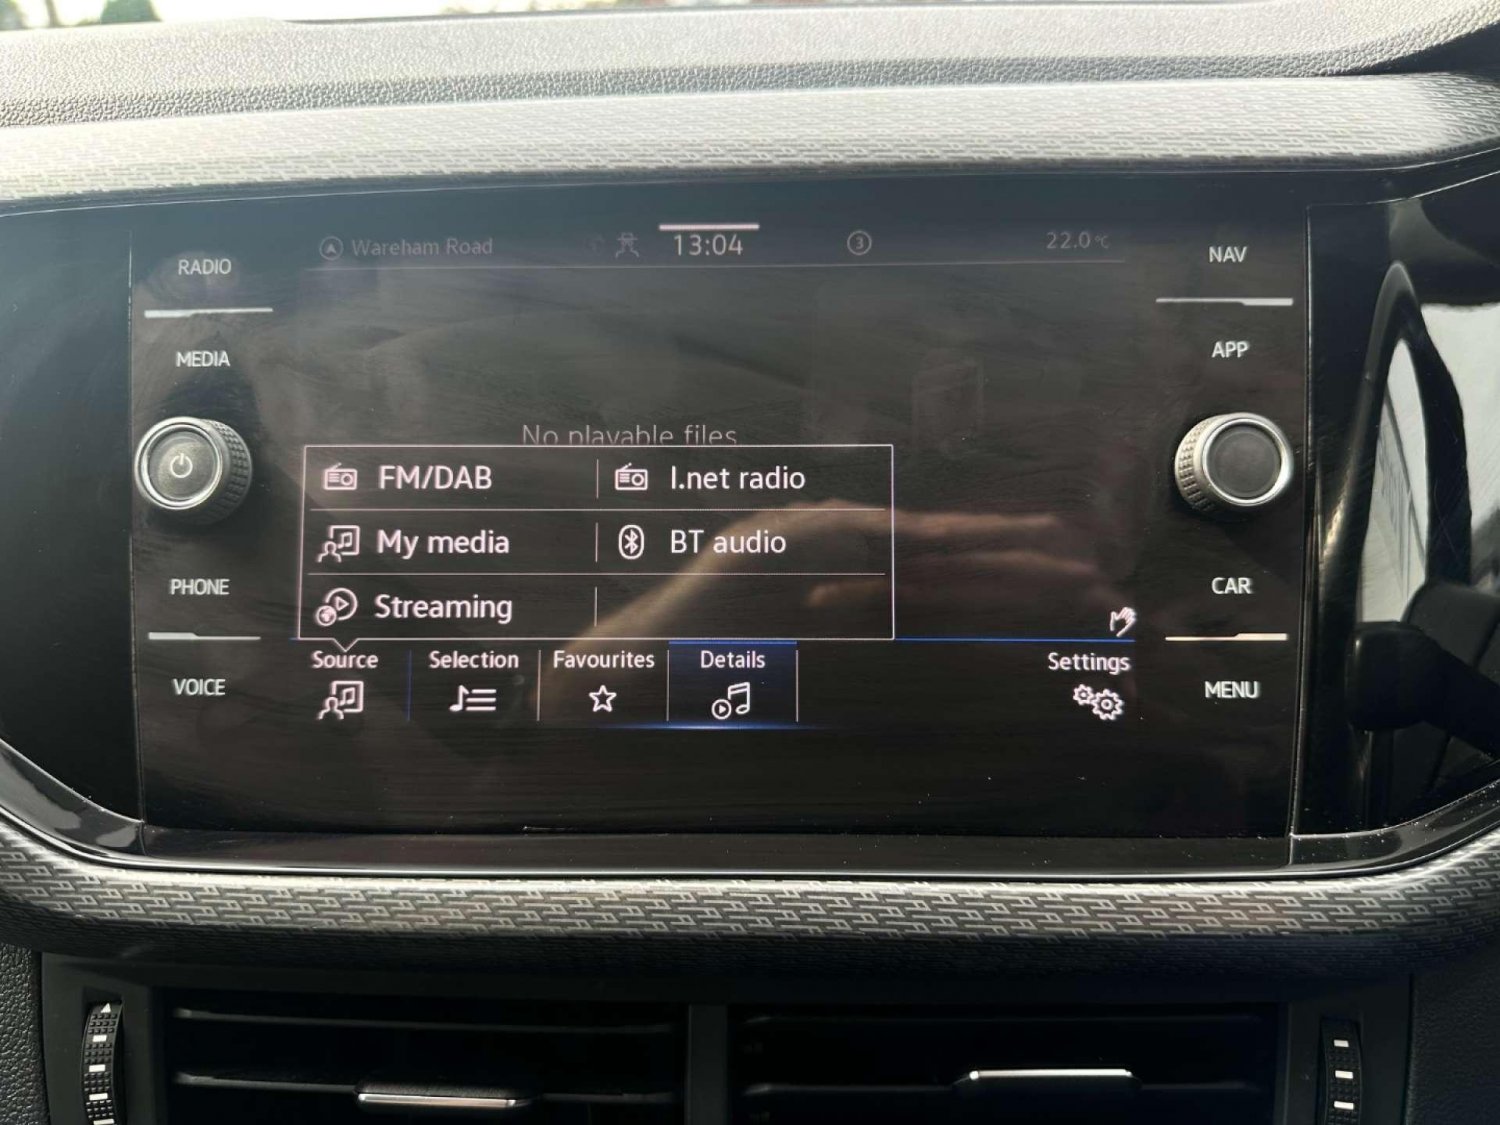 Wareham Road
13:04
3
22.0 °C
RADIO
NAV
MEDIA
APP
No playable files
FM/DAB
I.net radio
My media
BT audio
PHONE
CAR
Streaming
Source
Selection
Favourites
Details
Settings
VOICE
MENU